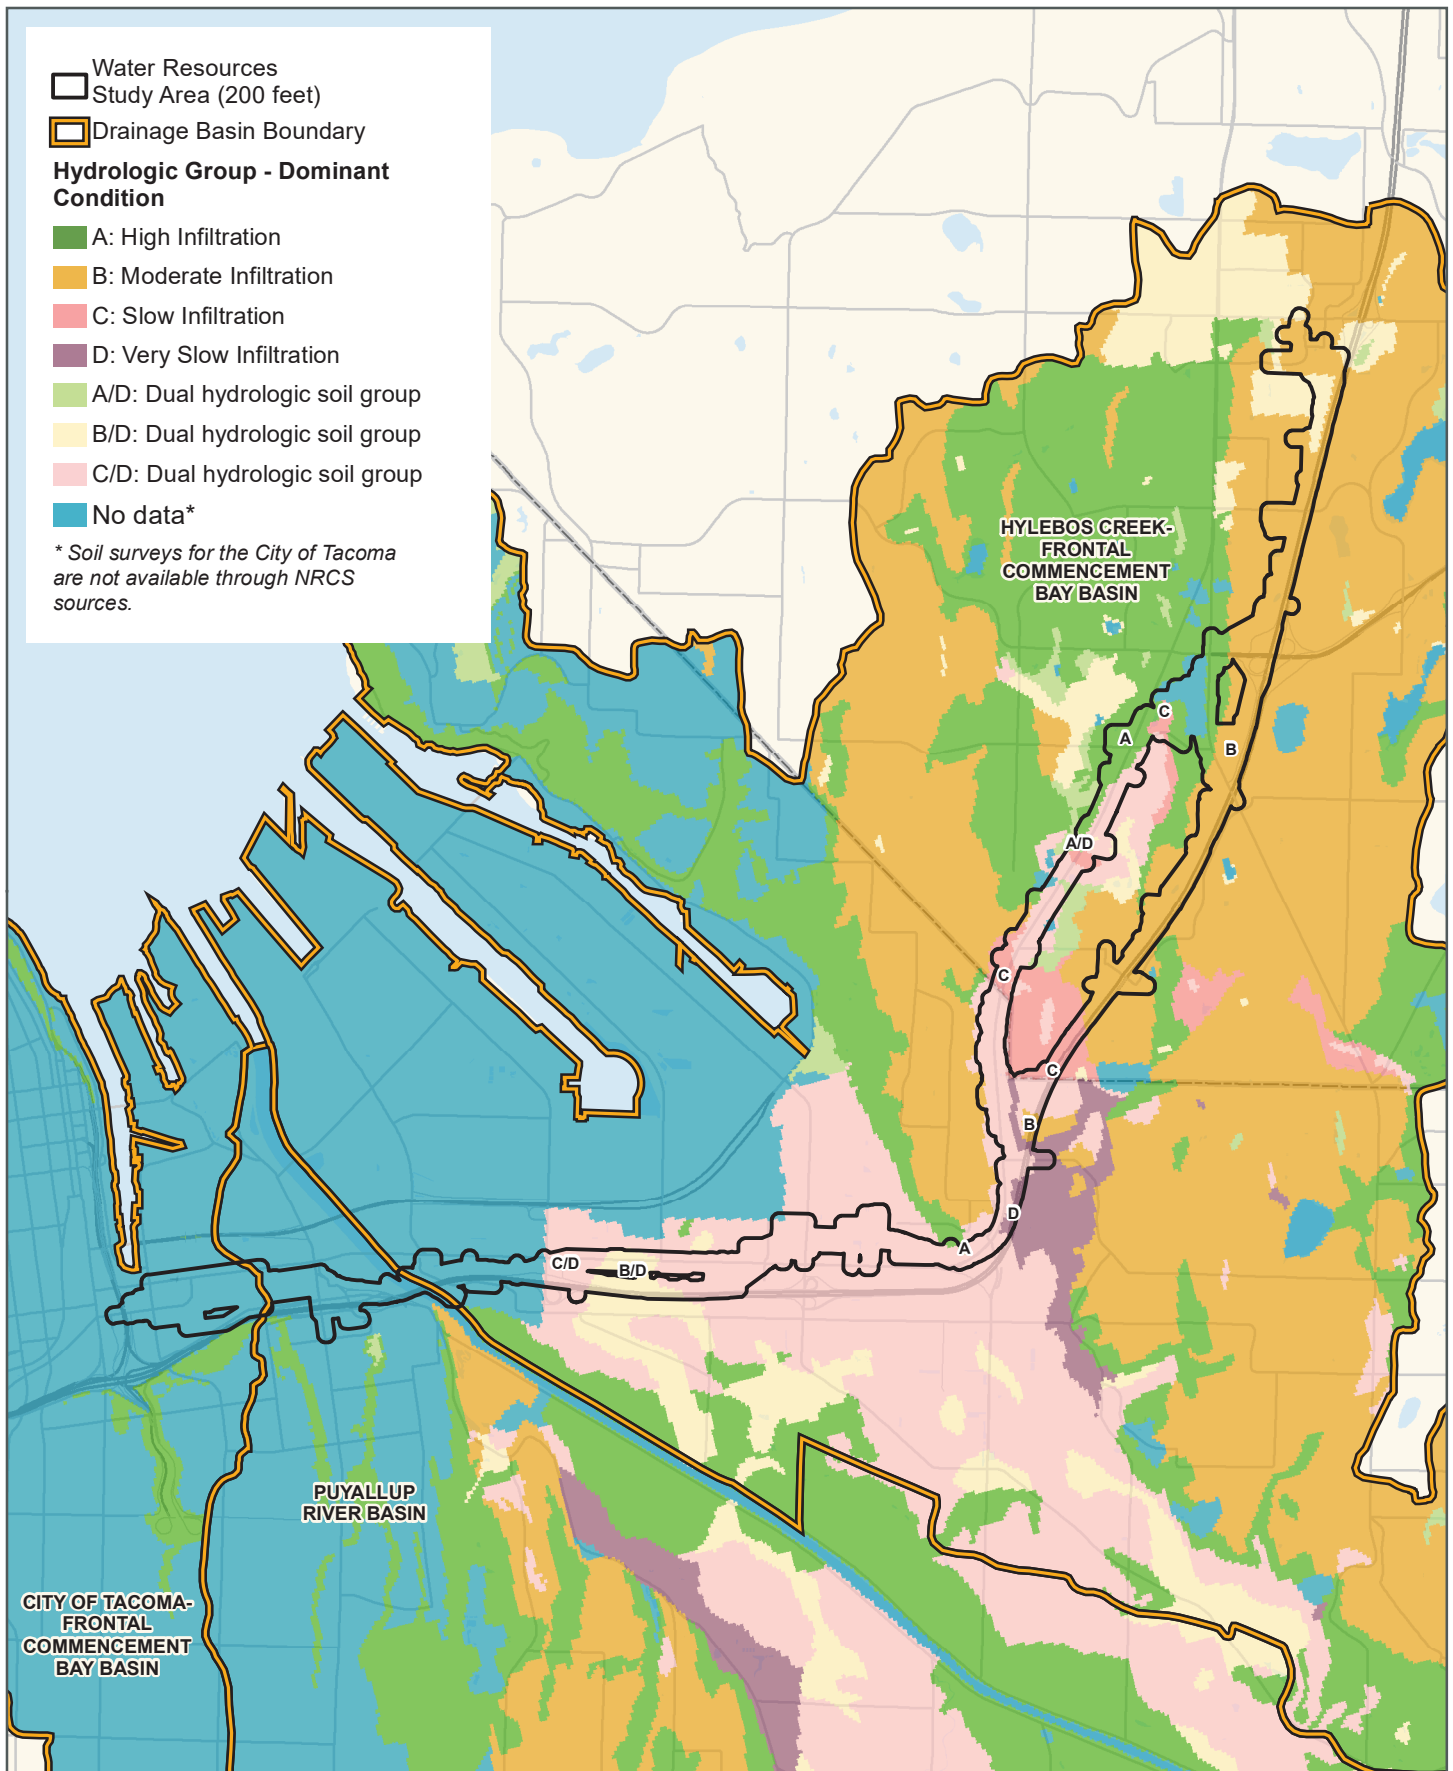 Water Resources
Study Area (200 feet)
Drainage Basin Boundary
Hydrologic Group - Dominant
Condition
A: High Infiltration
B: Moderate Infiltration
C: Slow Infiltration
D: Very Slow Infiltration
A/D: Dual hydrologic soil group
B/D: Dual hydrologic soil group
C/D: Dual hydrologic soil group
No data*
* Soil surveys for the City of Tacoma
are not available through NRCS
sources.
HYLEBOS CREEK-
FRONTAL
COMMENCEMENT
BAY BASIN
C
A
B
A/D
C
C
B
D
A
C/D
B/D
PUYALLUP
RIVER BASIN
CITY OF TACOMA-
FRONTAL
COMMENCEMENT
BAY BASIN